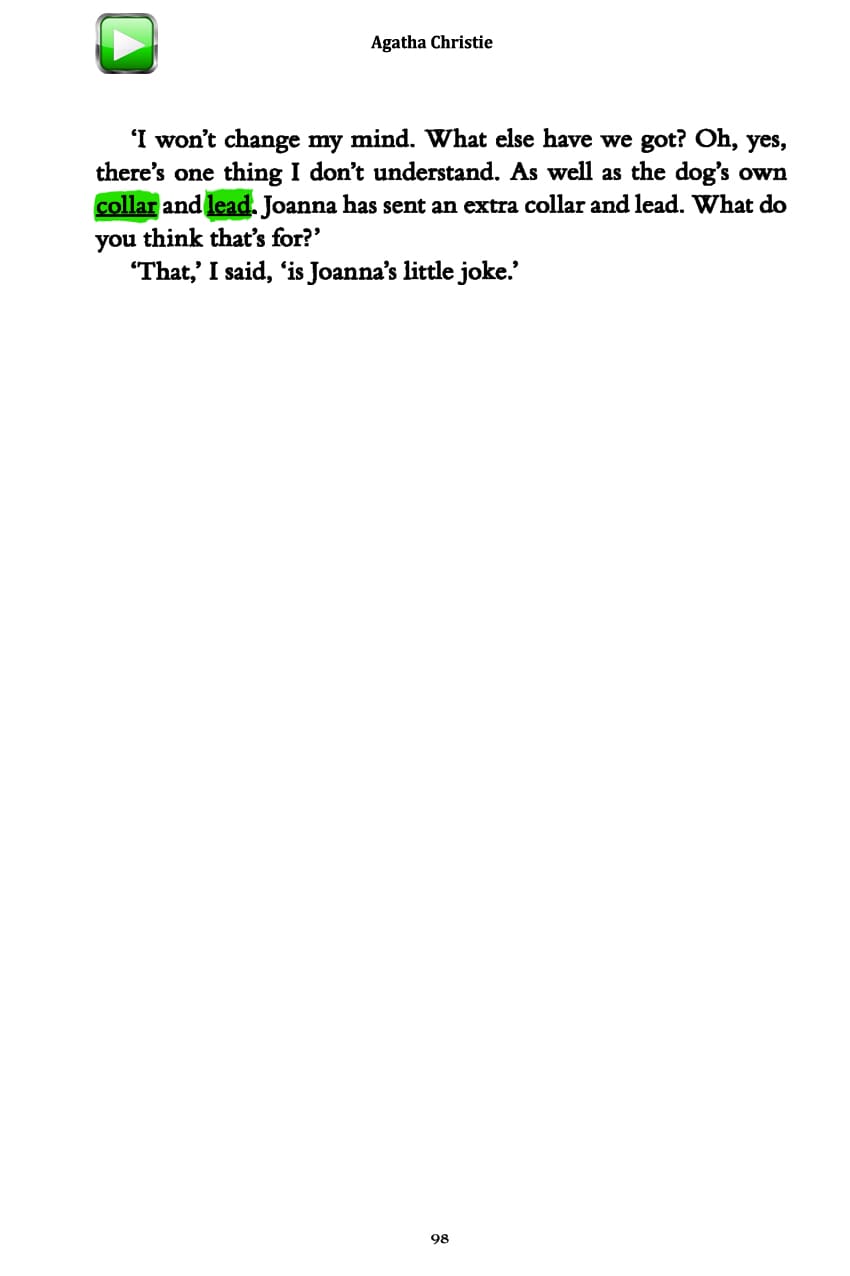 Agatha Christie
‘I won’t change my mind. What else have we got? Oh, yes,
there’s one thing I don’t understand. As well as the dog’s own
collar and lead. Joanna has sent an extra collar and lead. What do
you think that’s for?’
‘That,’ I said, ‘is Joanna’s little joke.’
98